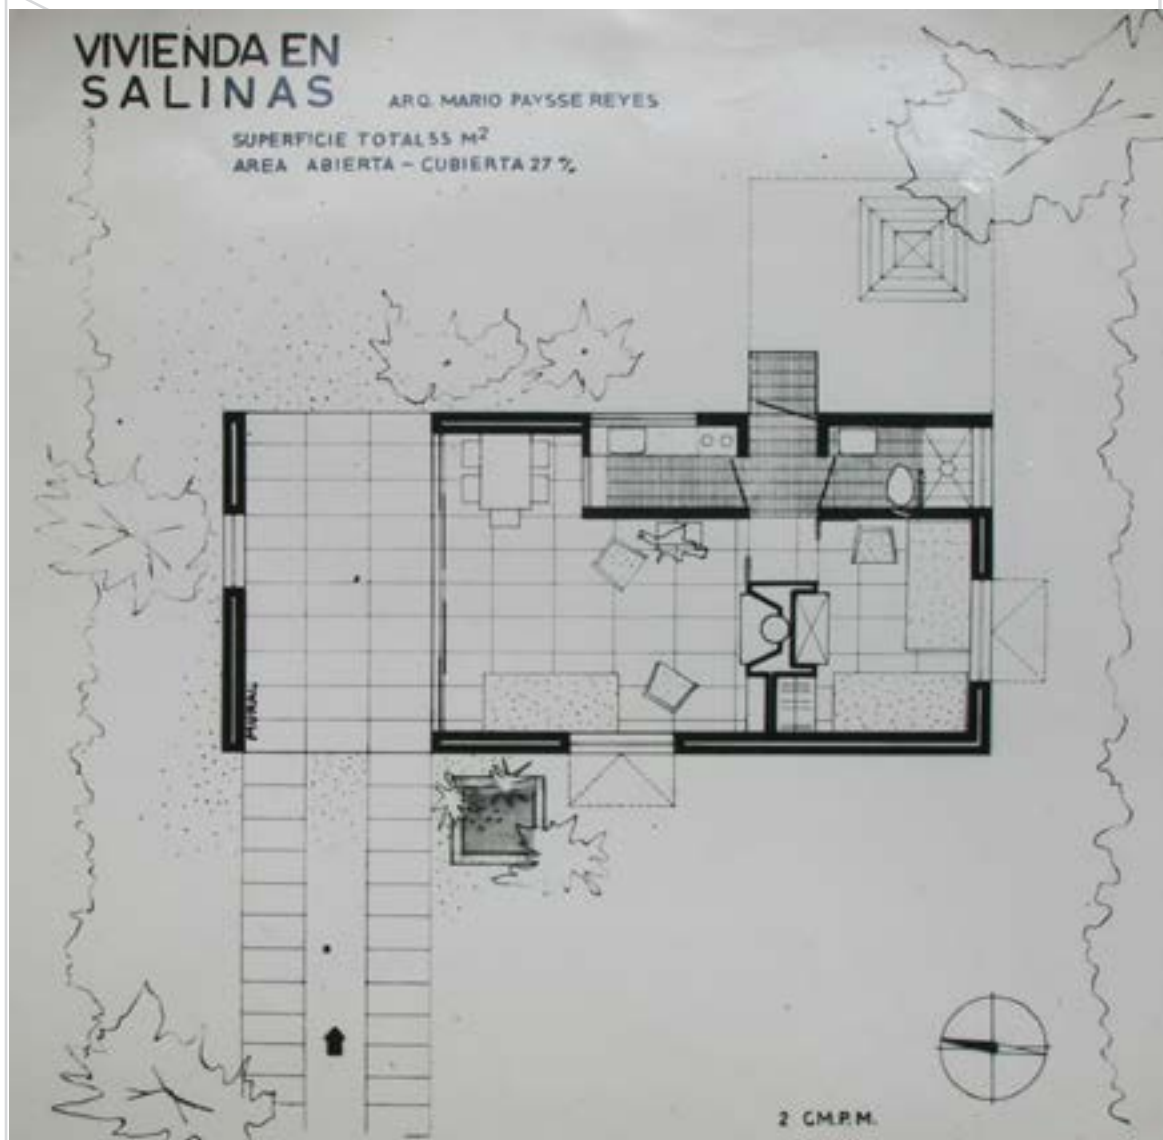 VIVIENDA EN
SALINAS
ARQ. MARIO PAYSSE REYES
SUPERFICIE TOTAL 55 M²
AREA ABIERTA - CUBIERTA 27 %
MURAL
2 CM.P.M.